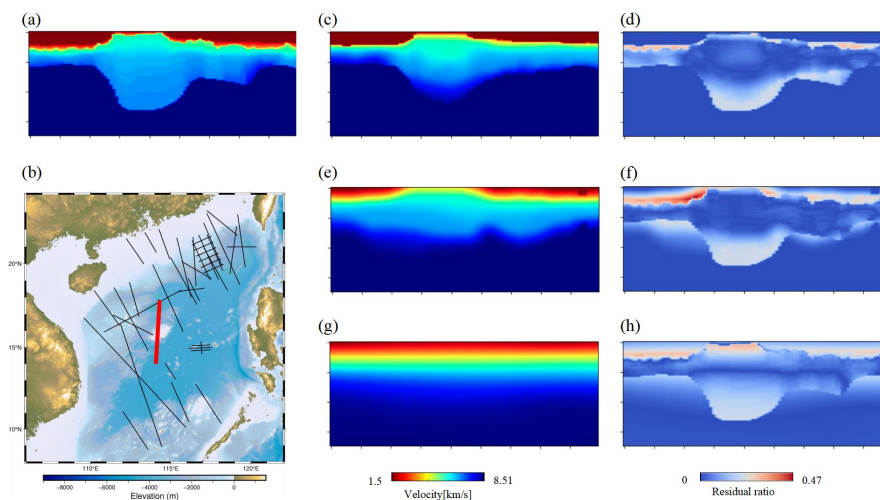 (a)
(c)
(d)
(b)
(e)
(f)
20°N
15°N
10°N
(g)
(h)
110°E
115°E
120°E
-8000 -6000 -4000 -2000 0
Elevation (m)
1.5 8.51
Velocity[km/s]
0 0.47
Residual ratio